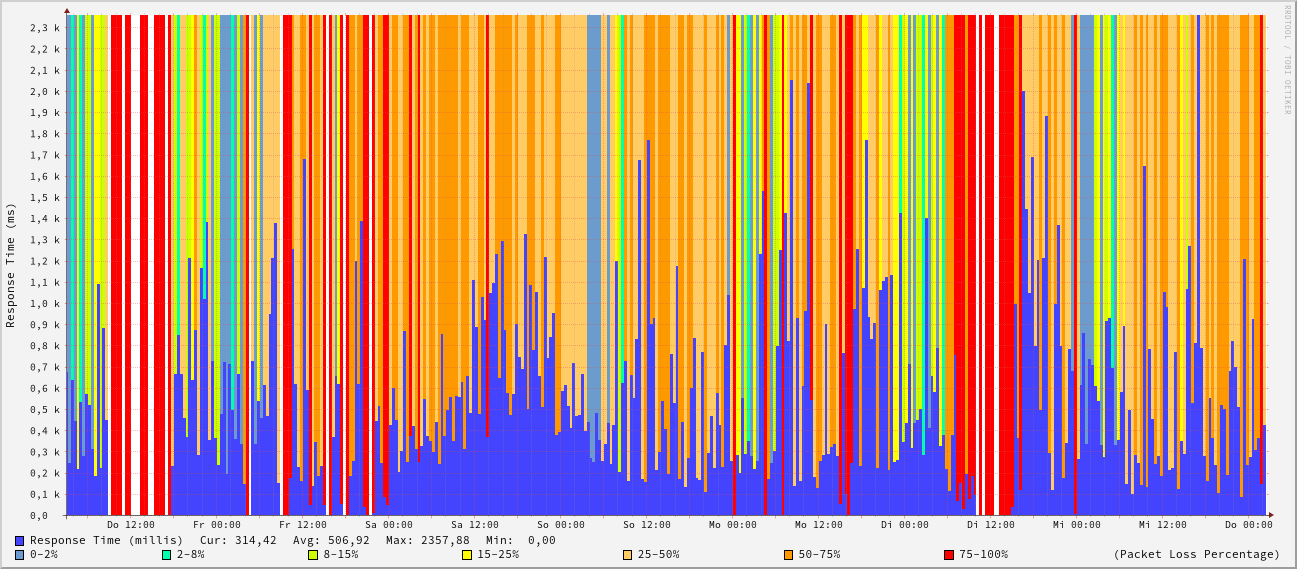 RRDTOOL / TOBI OETIKER
Response Time (ms)
2,3 k
2,2 k
2,1 k
2,0 k
1,9 k
1,8 k
1,7 k
1,6 k
1,5 k
1,4 k
1,3 k
1,2 k
1,1 k
1,0 k
0,9 k
0,8 k
0,7 k
0,6 k
0,5 k
0,4 k
0,3 k
0,2 k
0,1 k
0,0
Do 12:00 Fr 00:00 Fr 12:00 Sa 00:00 Sa 12:00 So 00:00 So 12:00 Mo 00:00 Mo 12:00 Di 00:00 Di 12:00 Mi 00:00 Mi 12:00 Do 00:00
Response Time (millis) Cur: 314,42 Avg: 506,92 Max: 2357,88 Min: 0,00
0-2% 2-8% 8-15% 15-25% 25-50% 50-75% 75-100% (Packet Loss Percentage)